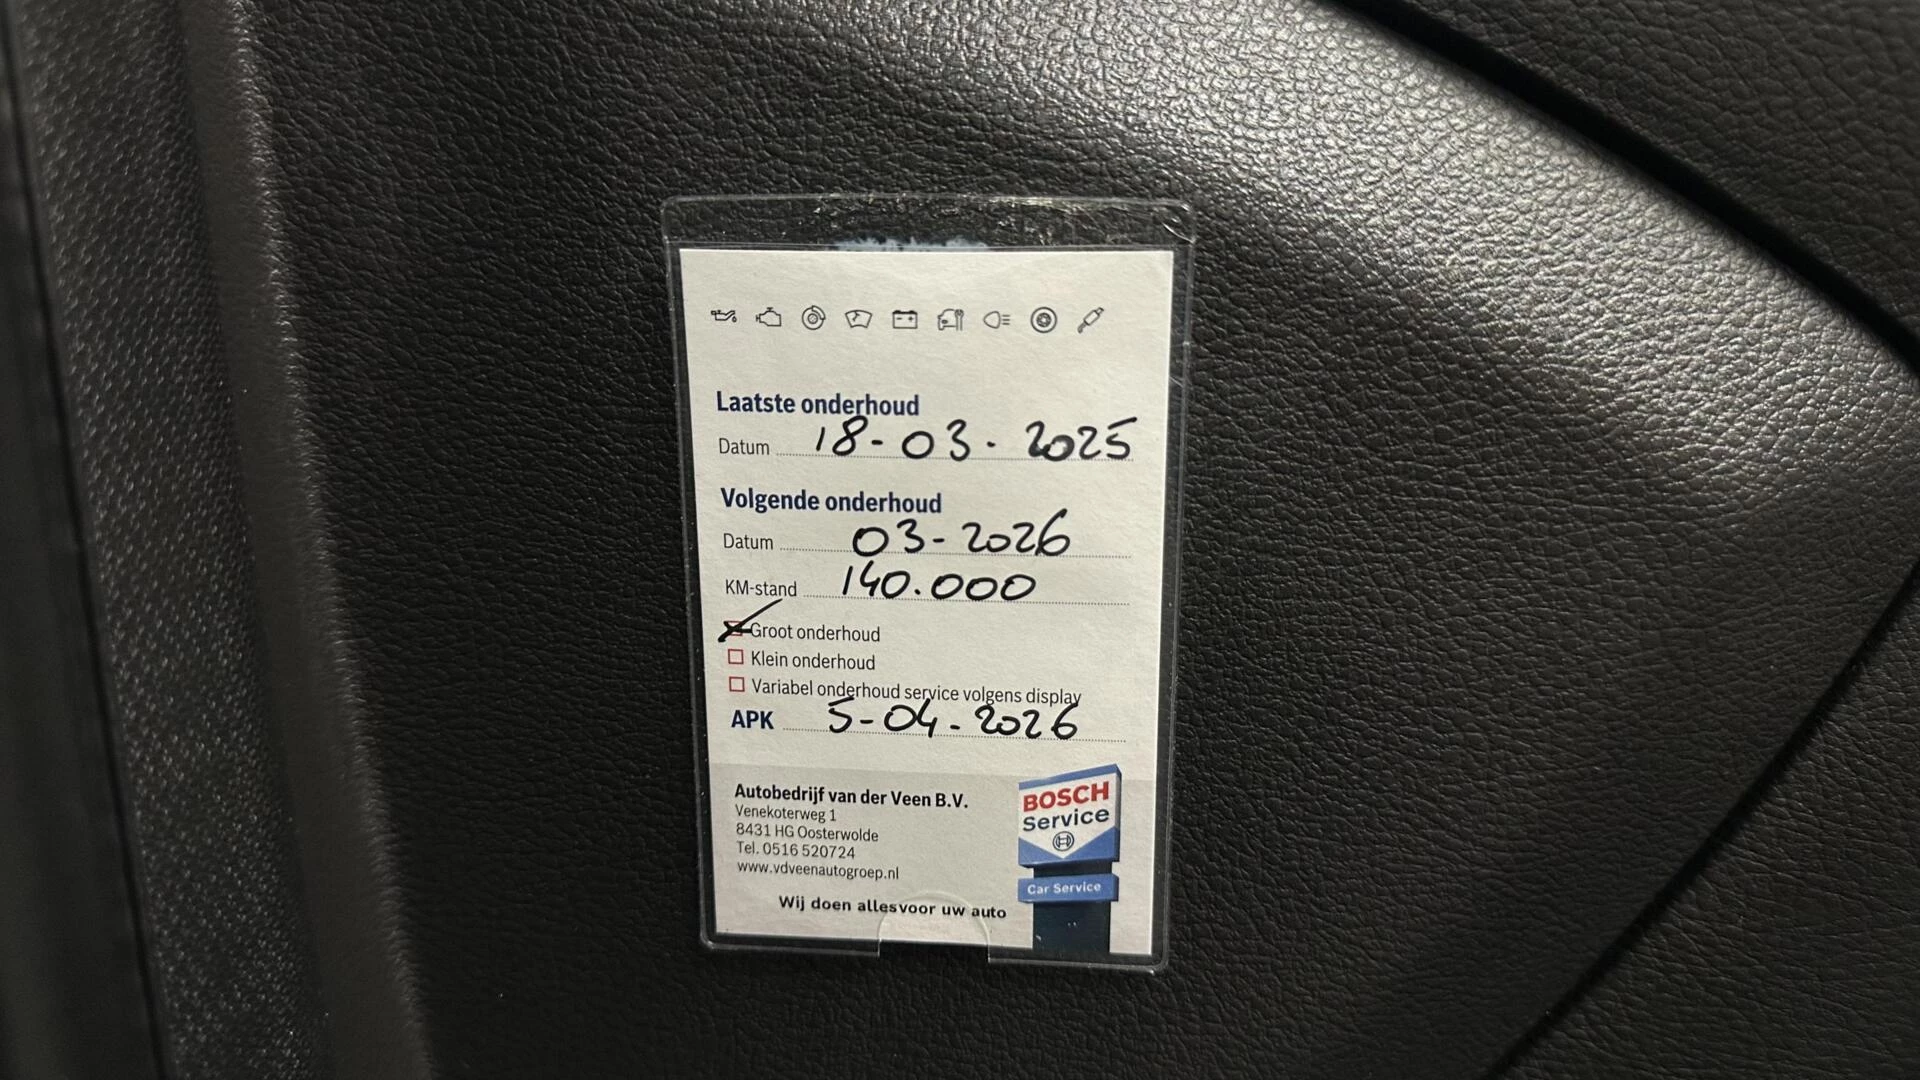 Laatste onderhoud
Datum 18-03-2025
Volgende onderhoud
Datum 03-2026
KM-stand 140.000
Groot onderhoud
Klein onderhoud
Variabel onderhoud service volgens display
APK 5-04-2026
Autobedrijf van der Veen B.V.
Venekoterweg 1
8431 HG Oosterwolde
Tel. 0516 520724
www.vdveenautogroep.nl
BOSCH
Service
Car Service
Wij doen allesvoor uw auto